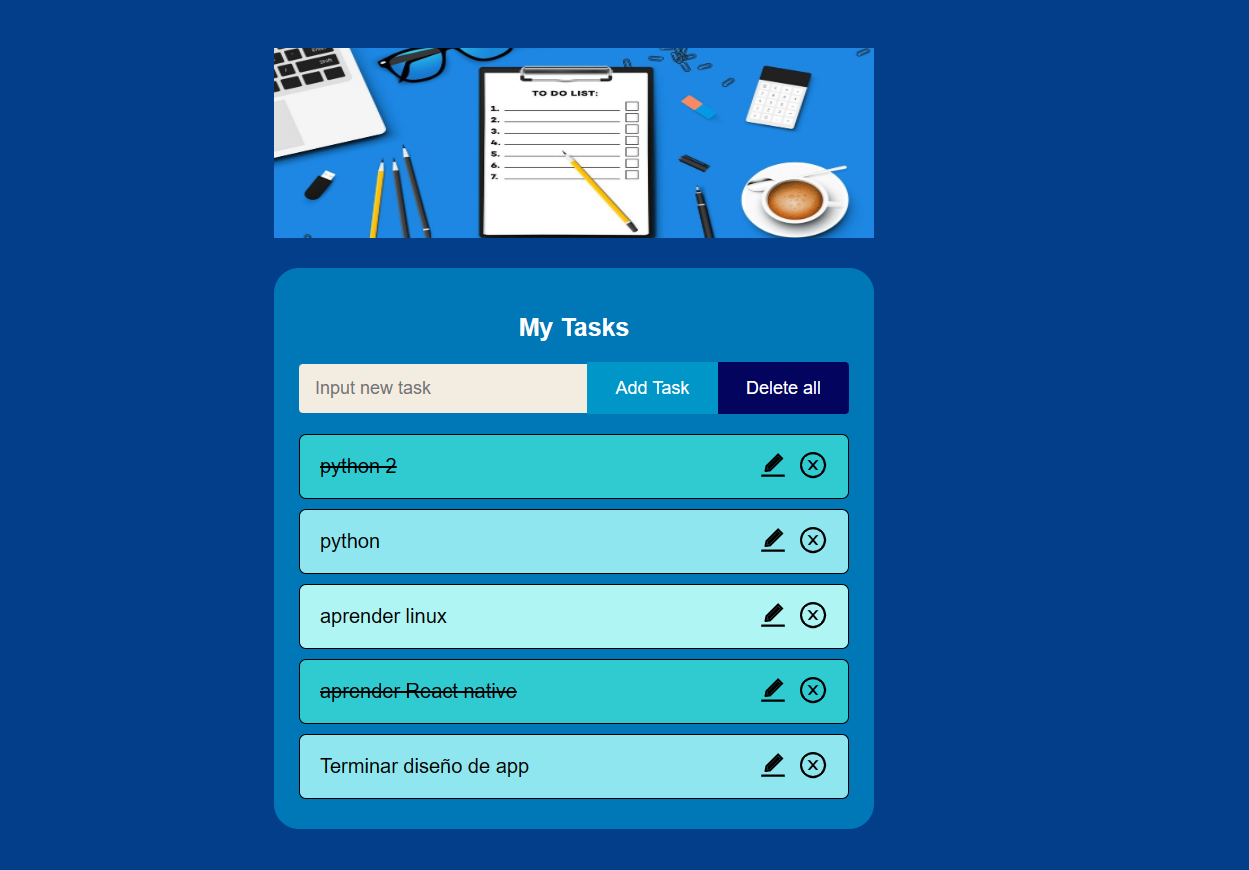 Shift
TO DO LIST:
1.
2.
3.
4.
5.
6.
7.
My Tasks
Input new task
Add Task
Delete all
python 2
python
aprender linux
aprender React native
Terminar diseño de app